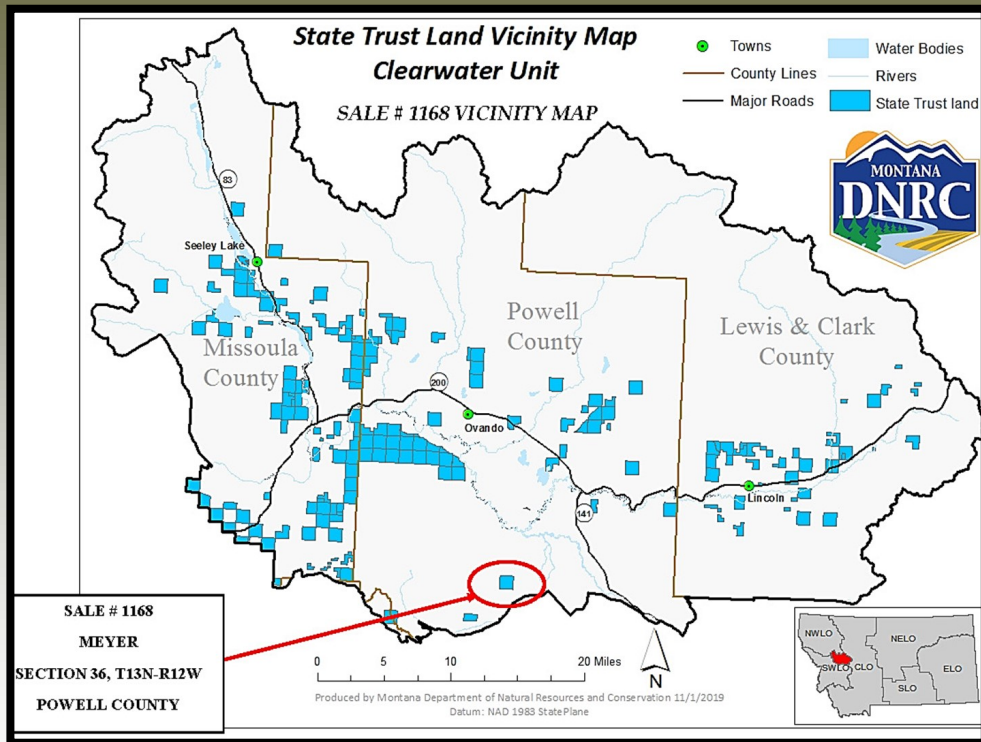 State Trust Land Vicinity Map
Clearwater Unit
SALE # 1168 VICINITY MAP
Towns
County Lines
Major Roads
Water Bodies
Rivers
State Trust land
MONTANA
DNRC
83
Seeley Lake
Missoula
County
Powell
County
Lewis & Clark
County
200
Ovando
Lincoln
141
SALE # 1168
MEYER
SECTION 36, T13N-R12W
POWELL COUNTY
0 5 10 20 Miles
N
Produced by Montana Department of Natural Resources and Conservation 11/1/2019
Datum: NAD 1983 StatePlane
NWLO
SWLO
CLO
NELO
ELO
SLO